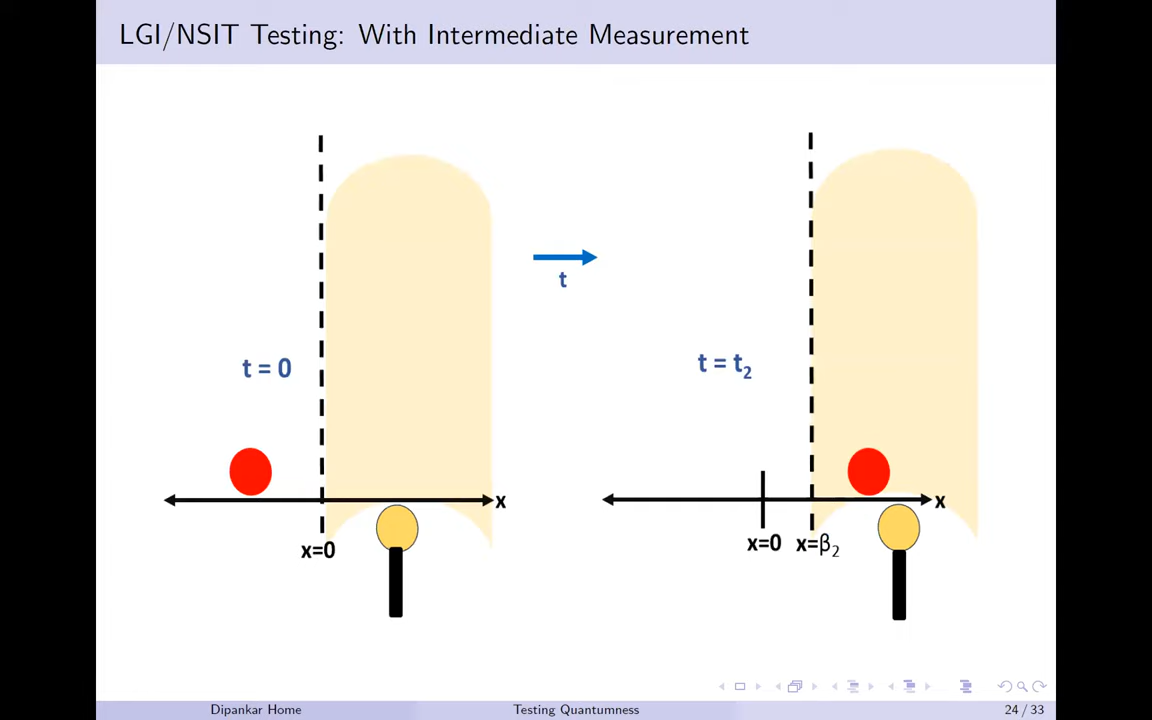 LGI/NSIT Testing: With Intermediate Measurement
t
t = 0
t = t₂
x
x
x=0
x=0
x=β₂
Dipankar Home
Testing Quantumness
24 / 33